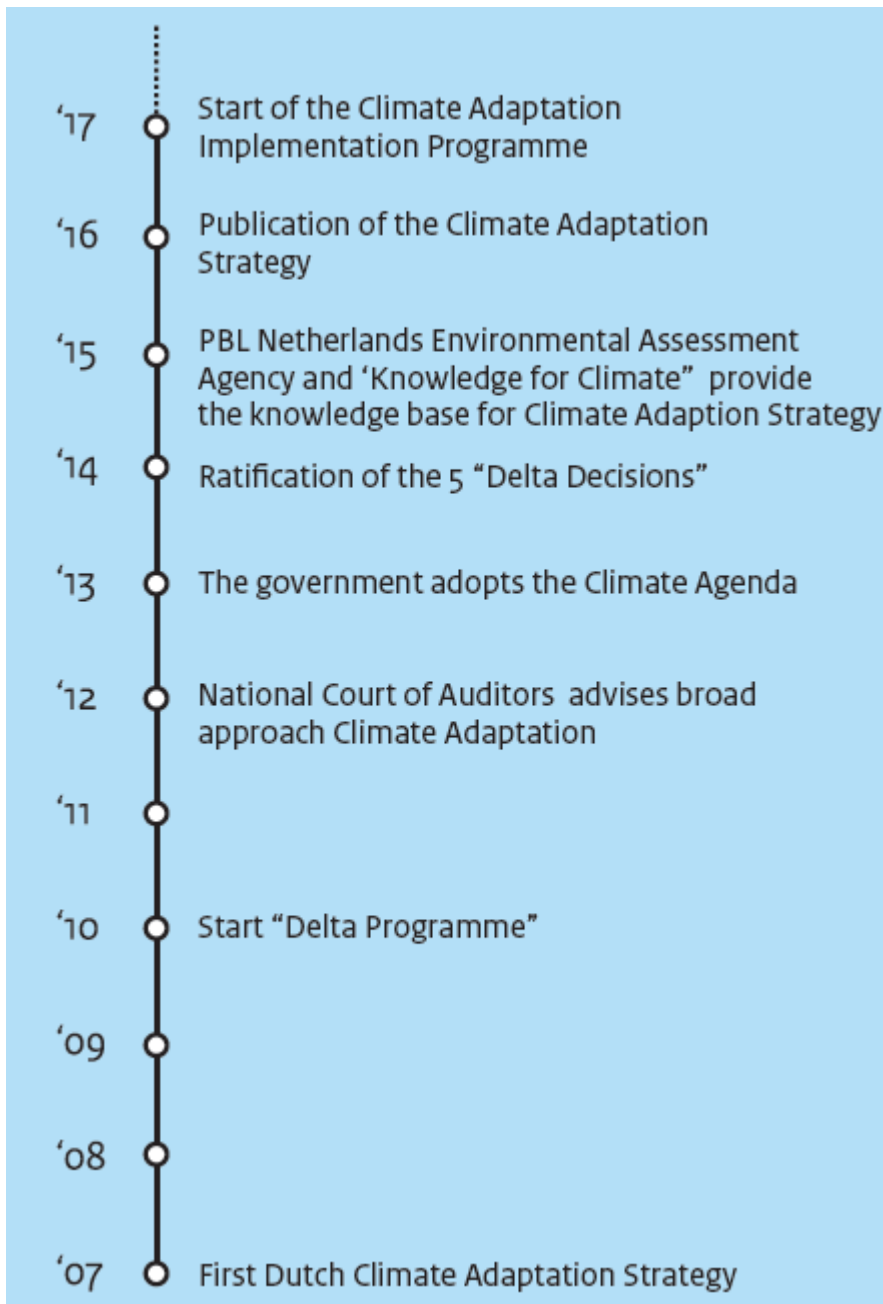 ‘17
Start of the Climate Adaptation
Implementation Programme
‘16
Publication of the Climate Adaptation
Strategy
‘15
PBL Netherlands Environmental Assessment
Agency and ‘Knowledge for Climate” provide
the knowledge base for Climate Adaption Strategy
‘14
Ratification of the 5 “Delta Decisions”
‘13
The government adopts the Climate Agenda
‘12
National Court of Auditors advises broad
approach Climate Adaptation
‘11
‘10
Start “Delta Programme”
‘09
‘08
‘07
First Dutch Climate Adaptation Strategy